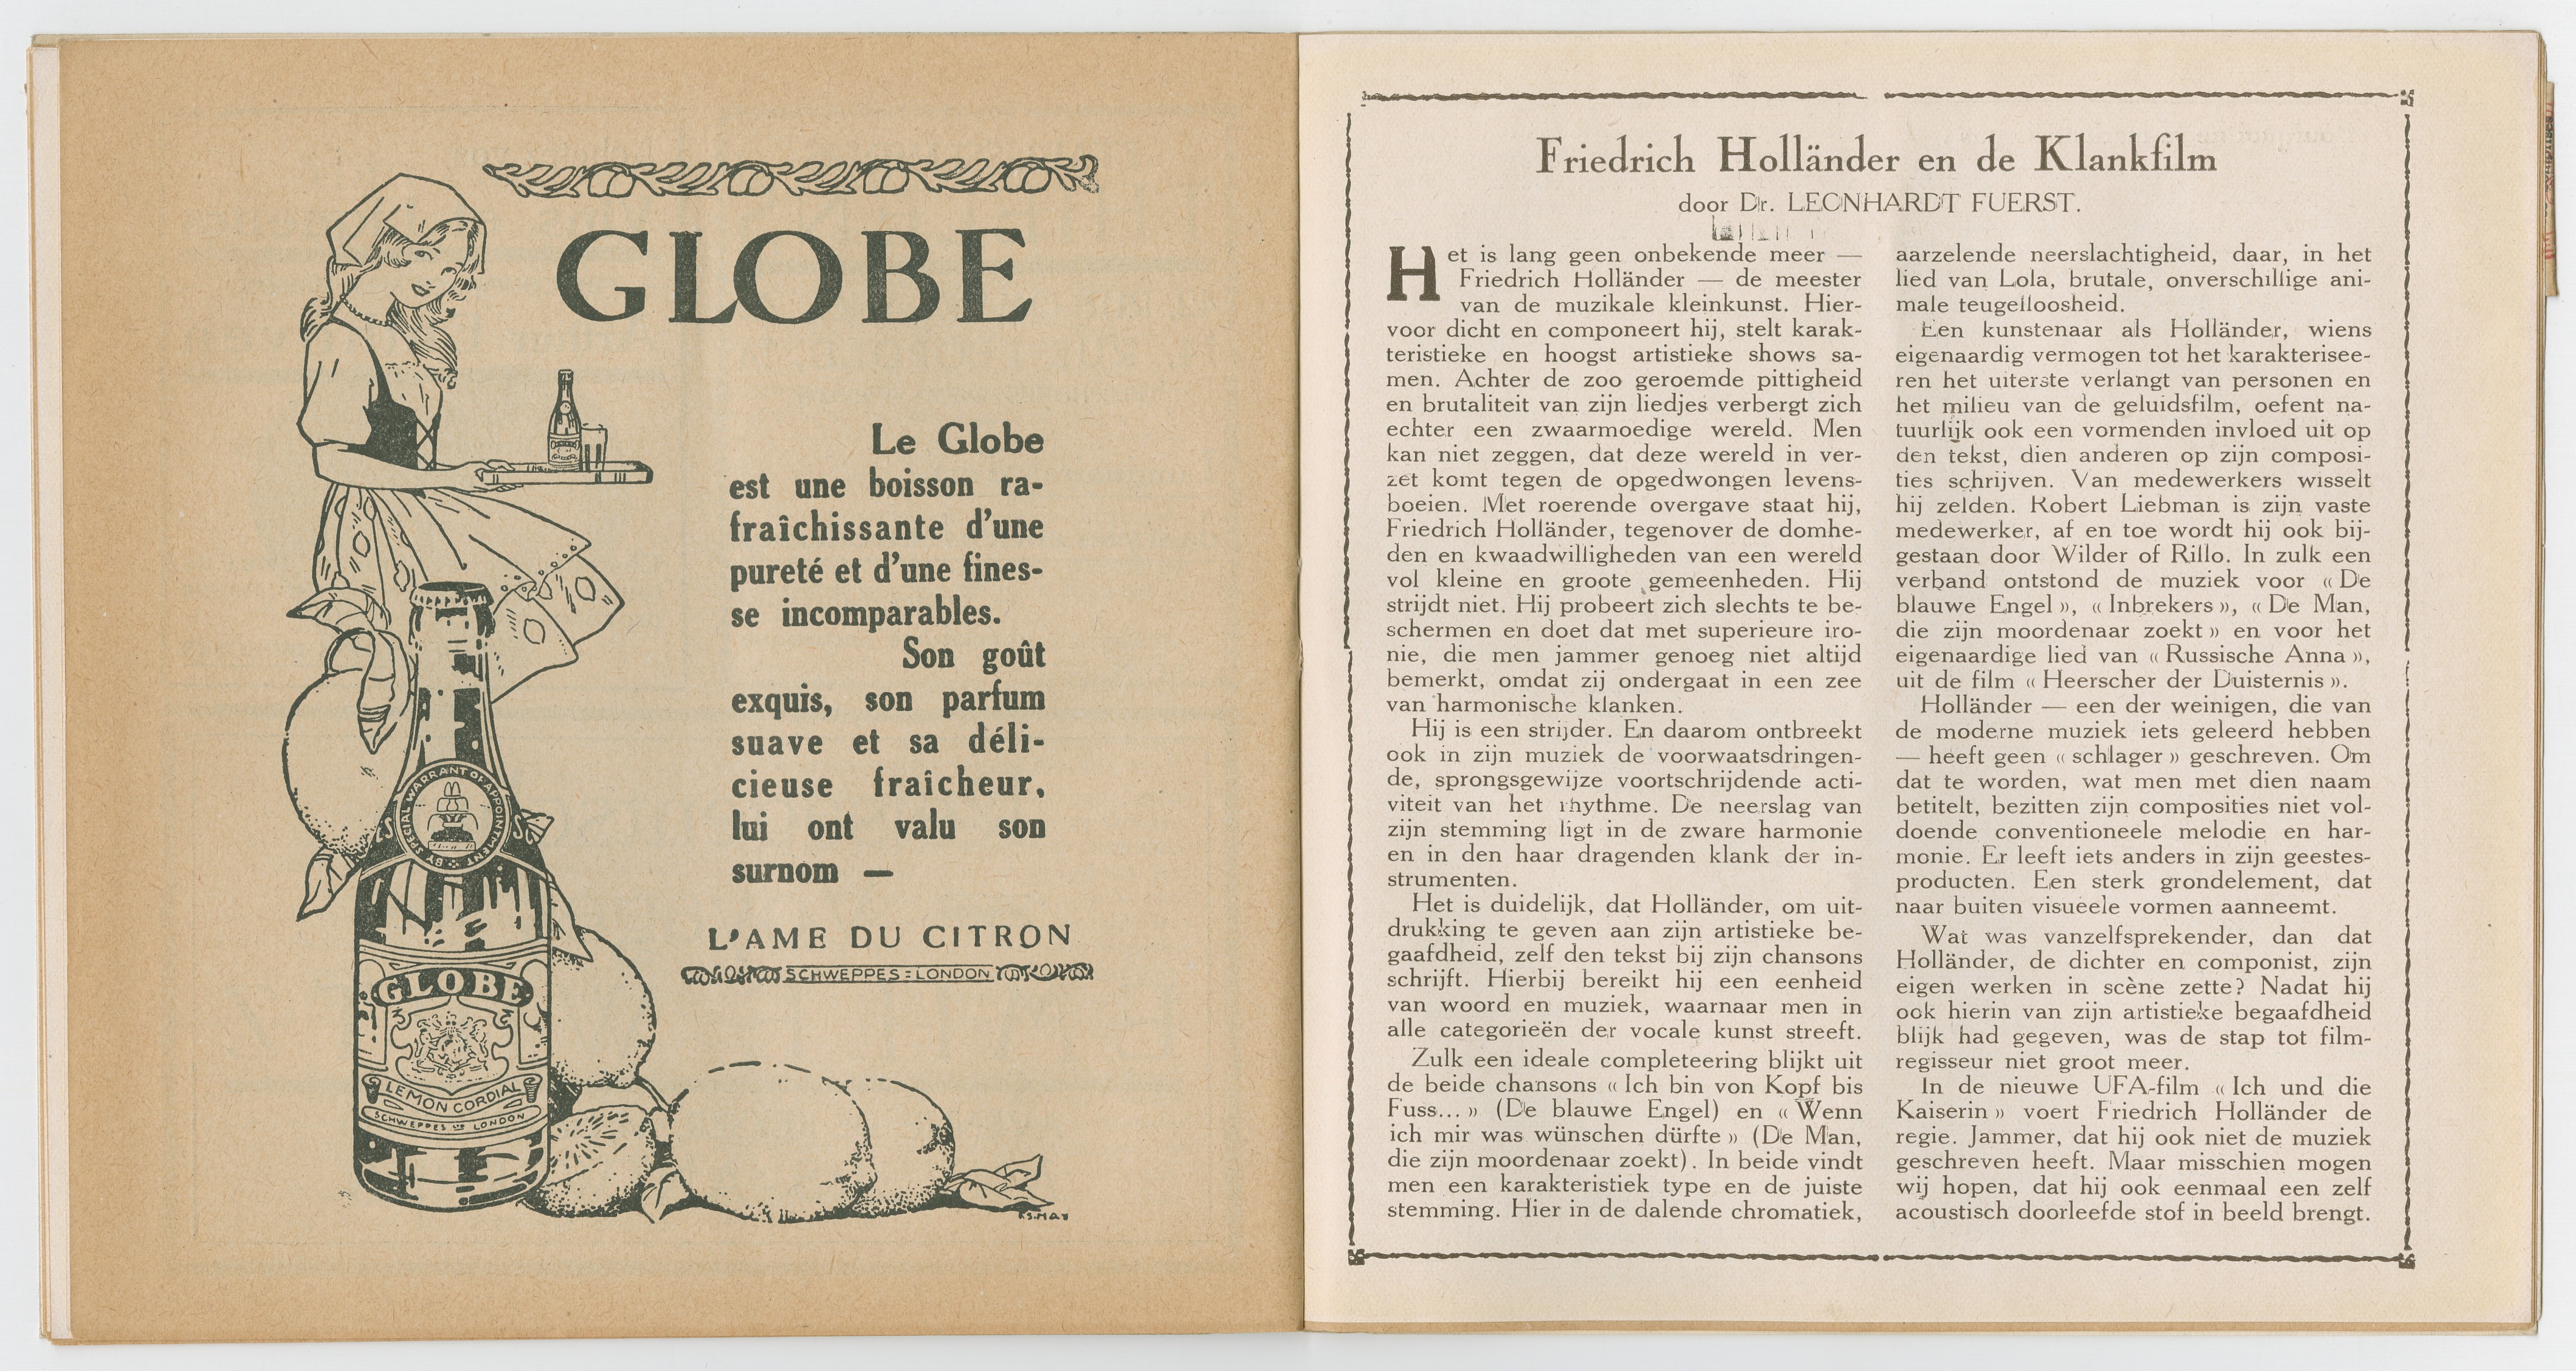 GLOBE
Le Globe
est une boisson ra-
fraîchissante d'une
pureté et d'une fines-
se incomparables.
Son goût
exquis, son parfum
suave et sa déli-
cieuse fraîcheur,
lui ont valu son
surnom —
L'AME DU CITRON
SCHWEPPES=LONDON
BY SPECIAL WARRANT OF APPOINTMENT
GLOBE
LEMON CORDIAL
SCHWEPPES LTD LONDON
Friedrich Holländer en de Klankfilm
door Dr. LEONHARDT FUERST.
Het is lang geen onbekende meer —
Friedrich Holländer — de meester
van de muzikale kleinkunst. Hier-
voor dicht en componeert hij, stelt karak-
teristieke en hoogst artistieke shows sa-
men. Achter de zoo geroemde pittigheid
en brutaliteit van zijn liedjes verbergt zich
echter een zwaarmoedige wereld. Men
kan niet zeggen, dat deze wereld in ver-
zet komt tegen de opgedwongen levens-
boeien. Met roerende overgave staat hij,
Friedrich Holländer, tegenover de domhe-
den en kwaadwilligheden van een wereld
vol kleine en groote gemeenheden. Hij
strijdt niet. Hij probeert zich slechts te be-
schermen en doet dat met superieure iro-
nie, die men jammer genoeg niet altijd
bemerkt, omdat zij ondergaat in een zee
van harmonische klanken.
Hij is een strijder. En daarom ontbreekt
ook in zijn muziek de voorwaatsdringen-
de, sprongsgewijze voortschrijdende acti-
viteit van het rhythme. De neerslag van
zijn stemming ligt in de zware harmonie
en in den haar dragenden klank der in-
strumenten.
Het is duidelijk, dat Holländer, om uit-
drukking te geven aan zijn artistieke be-
gaafdheid, zelf den tekst bij zijn chansons
schrijft. Hierbij bereikt hij een eenheid
van woord en muziek, waarnaar men in
alle categorieën der vocale kunst streeft.
Zulk een ideale completeering blijkt uit
de beide chansons « Ich bin von Kopf bis
Fuss... » (De blauwe Engel) en « Wenn
ich mir was wünschen dürfte » (De Man,
die zijn moordenaar zoekt). In beide vindt
men een karakteristiek type en de juiste
stemming. Hier in de dalende chromatiek,
aarzelende neerslachtigheid, daar, in het
lied van Lola, brutale, onverschillige ani-
male teugelloosheid.
Een kunstenaar als Holländer, wiens
eigenaardig vermogen tot het karakterisee-
ren het uiterste verlangt van personen en
het milieu van de geluidsfilm, oefent na-
tuurlijk ook een vormenden invloed uit op
den tekst, dien anderen op zijn composi-
ties schrijven. Van medewerkers wisselt
hij zelden. Robert Liebman is zijn vaste
medewerker, af en toe wordt hij ook bij-
gestaan door Wilder of Rillo. In zulk een
verband ontstond de muziek voor « De
blauwe Engel », « Inbrekers », « De Man,
die zijn moordenaar zoekt » en voor het
eigenaardige lied van « Russische Anna »,
uit de film « Heerscher der Duisternis ».
Holländer — een der weinigen, die van
de moderne muziek iets geleerd hebben
— heeft geen « schlager » geschreven. Om
dat te worden, wat men met dien naam
betitelt, bezitten zijn composities niet vol-
doende conventioneele melodie en har-
monie. Er leeft iets anders in zijn geestes-
producten. Een sterk grondelement, dat
naar buiten visueele vormen aanneemt.
Wat was vanzelfsprekender, dan dat
Holländer, de dichter en componist, zijn
eigen werken in scène zette? Nadat hij
ook hierin van zijn artistieke begaafdheid
blijk had gegeven, was de stap tot film-
regisseur niet groot meer.
In de nieuwe UFA-film « Ich und die
Kaiserin » voert Friedrich Holländer de
regie. Jammer, dat hij ook niet de muziek
geschreven heeft. Maar misschien mogen
wij hopen, dat hij ook eenmaal een zelf
acoustisch doorleefde stof in beeld brengt.